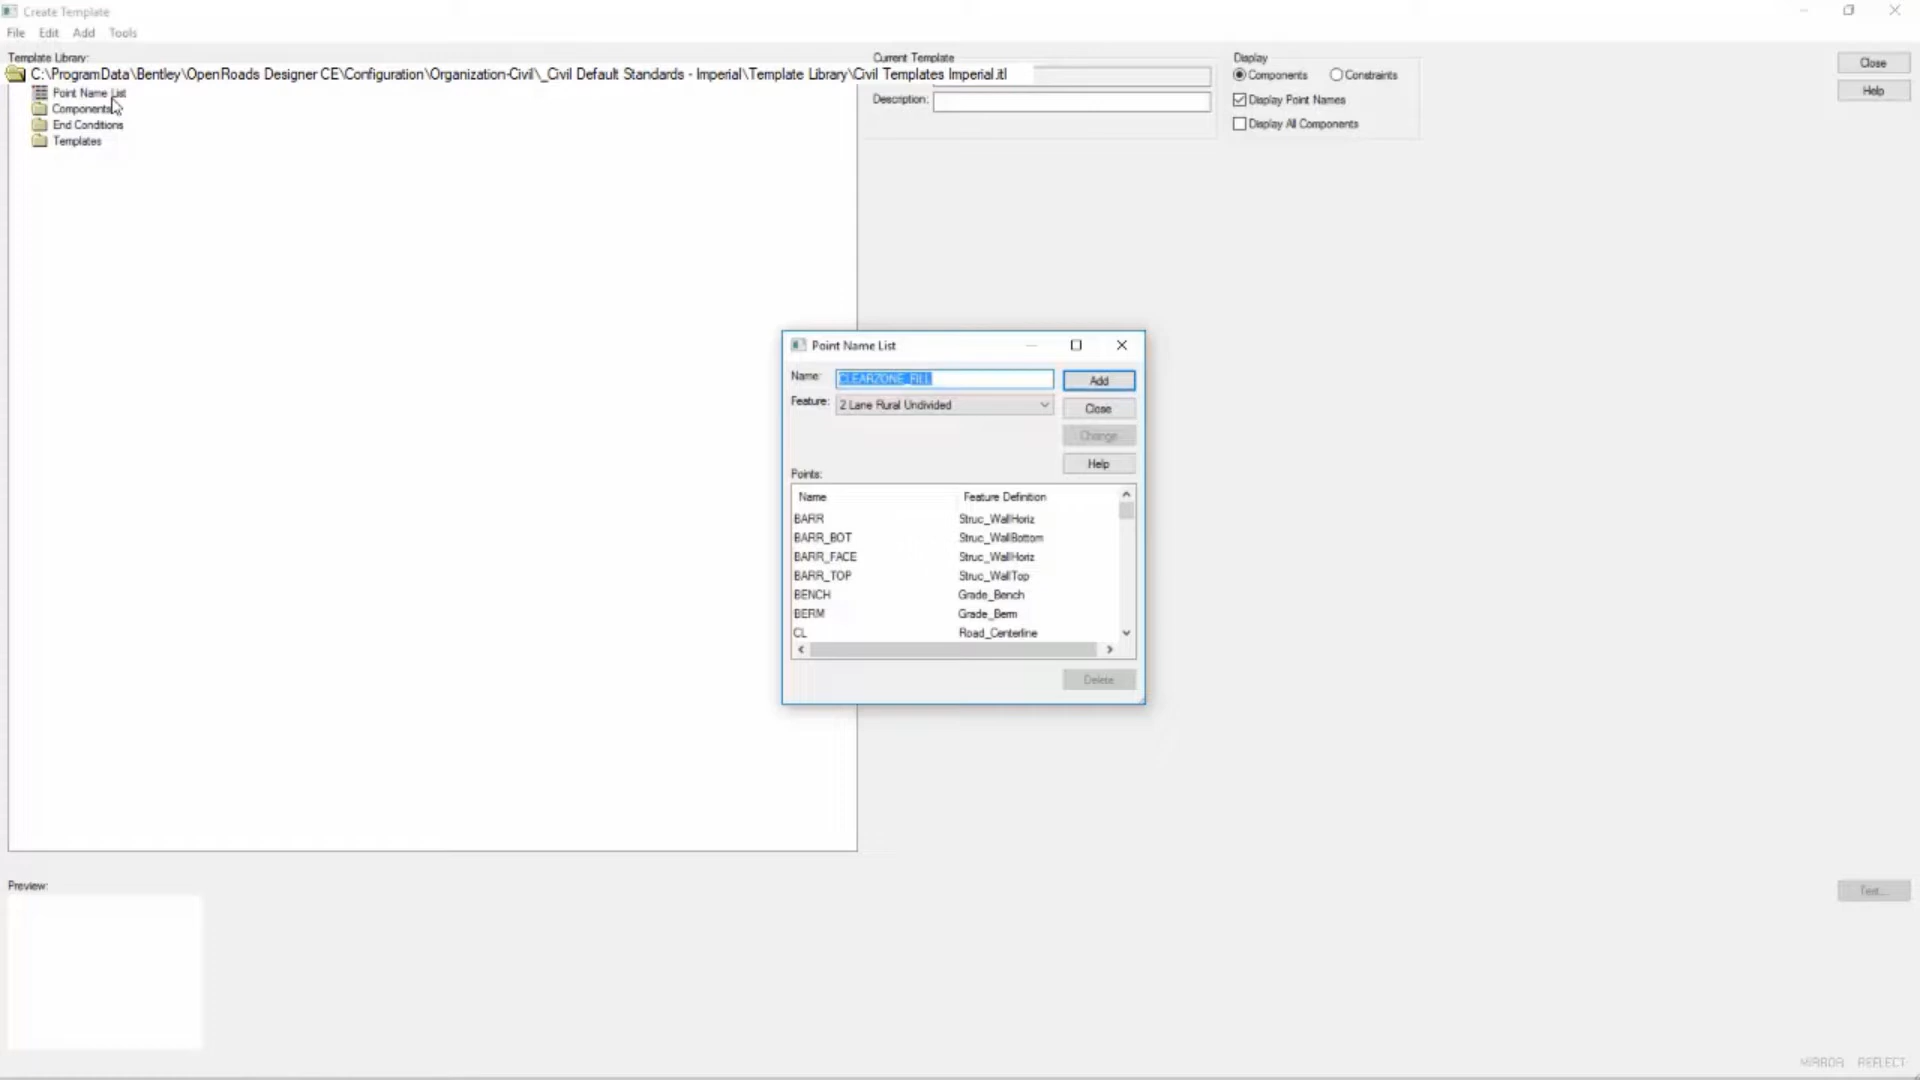 Create Template
File Edit Add Tools
Template Library:
C:\ProgramData\Bentley\OpenRoads Designer CE\Configuration\Organization-Civil\_Civil Default Standards - Imperial\Template Library\Civil Templates Imperial.itl
Point Name List
Components
End Conditions
Templates
Current Template
Description:
Display
Components Constraints
Display Point Names
Display All Components
Close
Help
Point Name List
Name: CLEARZONE_FILL Add
Feature: 2 Lane Rural Undivided Close
Change
Help
Points:
Name Feature Definition
BARR Struc_WallHoriz
BARR_BOT Struc_WallBottom
BARR_FACE Struc_WallHoriz
BARR_TOP Struc_WallTop
BENCH Grade_Bench
BERM Grade_Berm
CL Road_Centerline
Delete
Preview:
Test...
MIRROR REFLECT